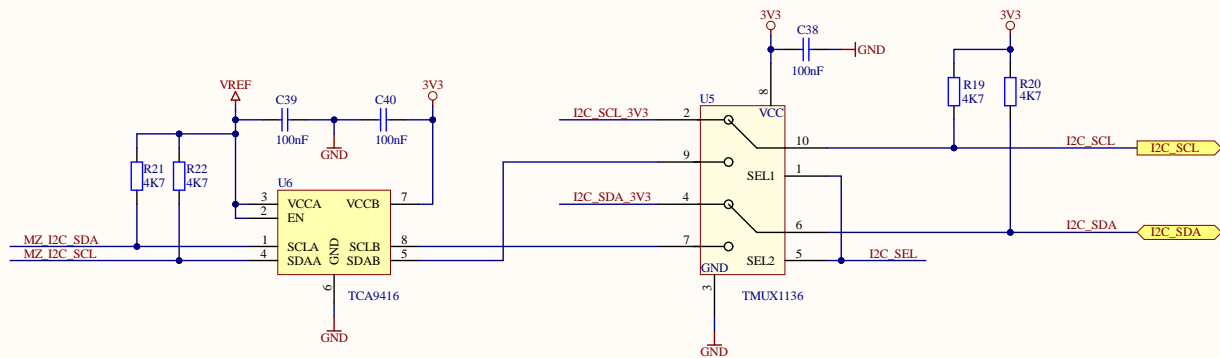 3V3
C38
GND
100nF
3V3
VREF
C39
C40
3V3
100nF
GND
100nF
R21
4K7
R22
4K7
U6
3
VCCA
VCCB
7
2
EN
MZ_I2C_SDA
1
SCLA
SCLB
8
MZ_I2C_SCL
4
SDAA
SDAB
5
GND
6
TCA9416
GND
U5
8
VCC
I2C_SCL_3V3
2
10
9
SEL1
1
I2C_SDA_3V3
4
6
7
SEL2
5
I2C_SEL
GND
3
TMUX1136
GND
R19
4K7
R20
4K7
I2C_SCL
I2C_SCL
I2C_SDA
I2C_SDA